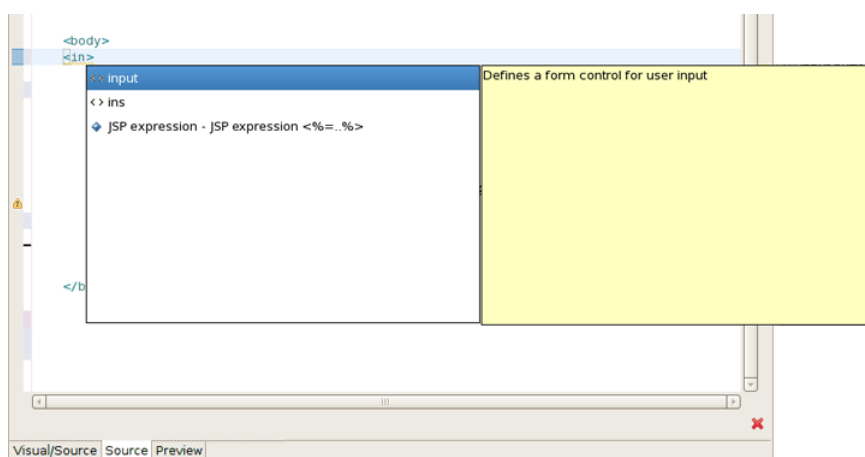 <body>
<in>
<> input
Defines a form control for user input
<> ins
JSP expression - JSP expression <%=..%>
</b
Visual/Source Source Preview